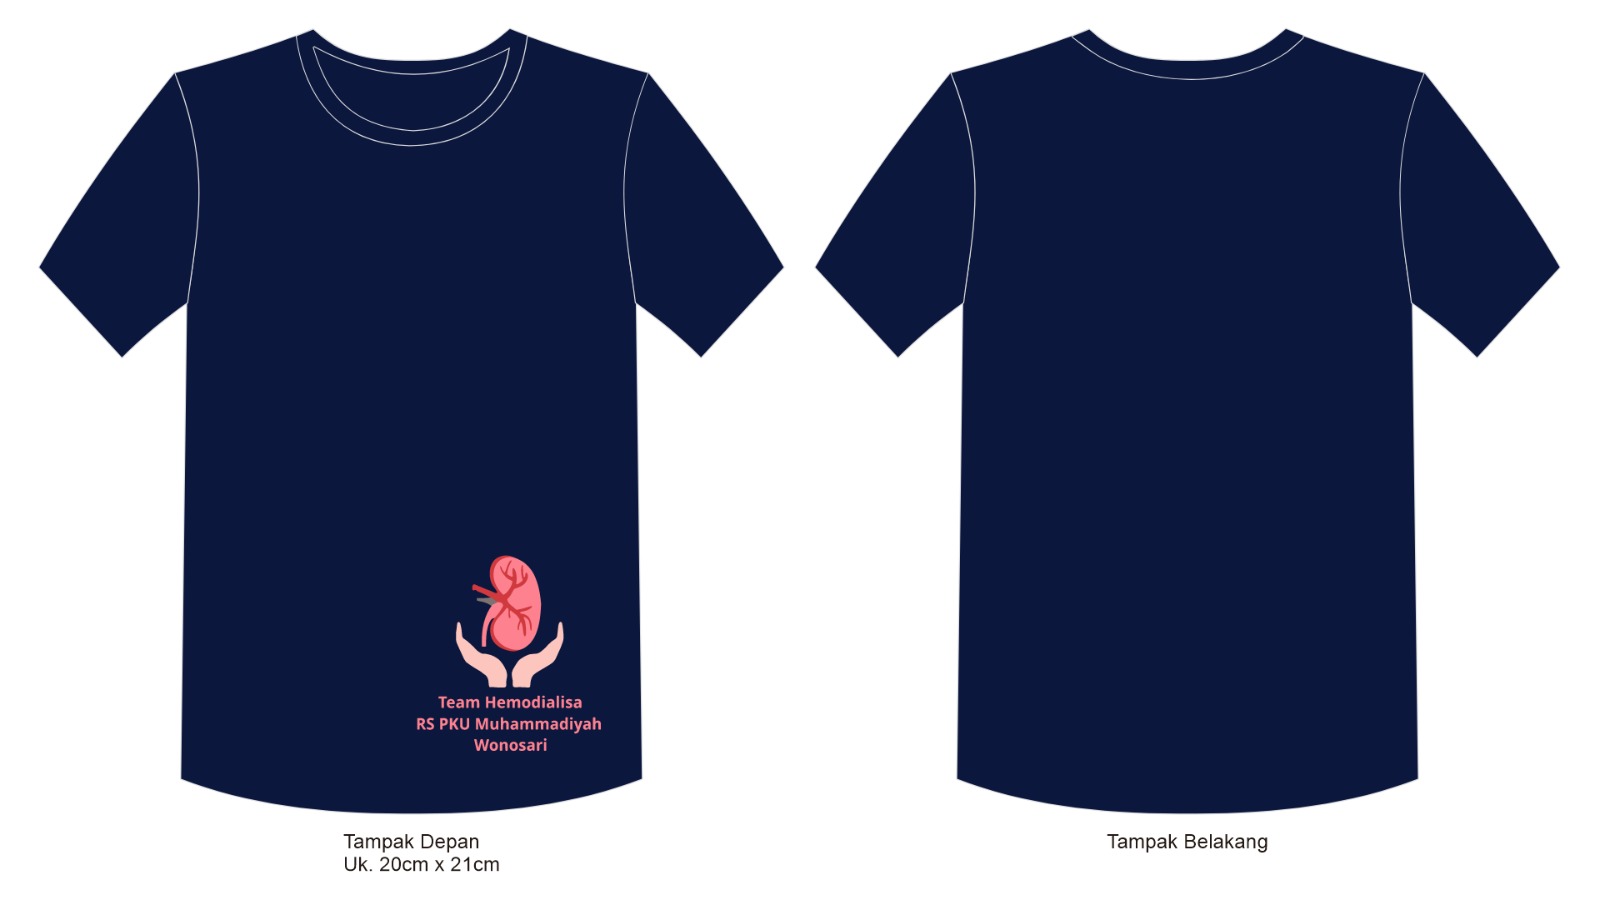 Team Hemodialisa
RS PKU Muhammadiyah
Wonosari
Tampak Depan
Uk. 20cm x 21cm
Tampak Belakang